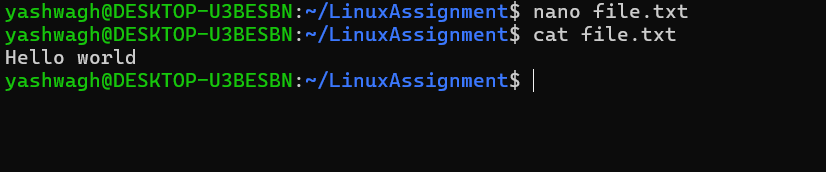 yashwagh@DESKTOP-U3BESBN:~/LinuxAssignment$ nano file.txt
yashwagh@DESKTOP-U3BESBN:~/LinuxAssignment$ cat file.txt
Hello world
yashwagh@DESKTOP-U3BESBN:~/LinuxAssignment$